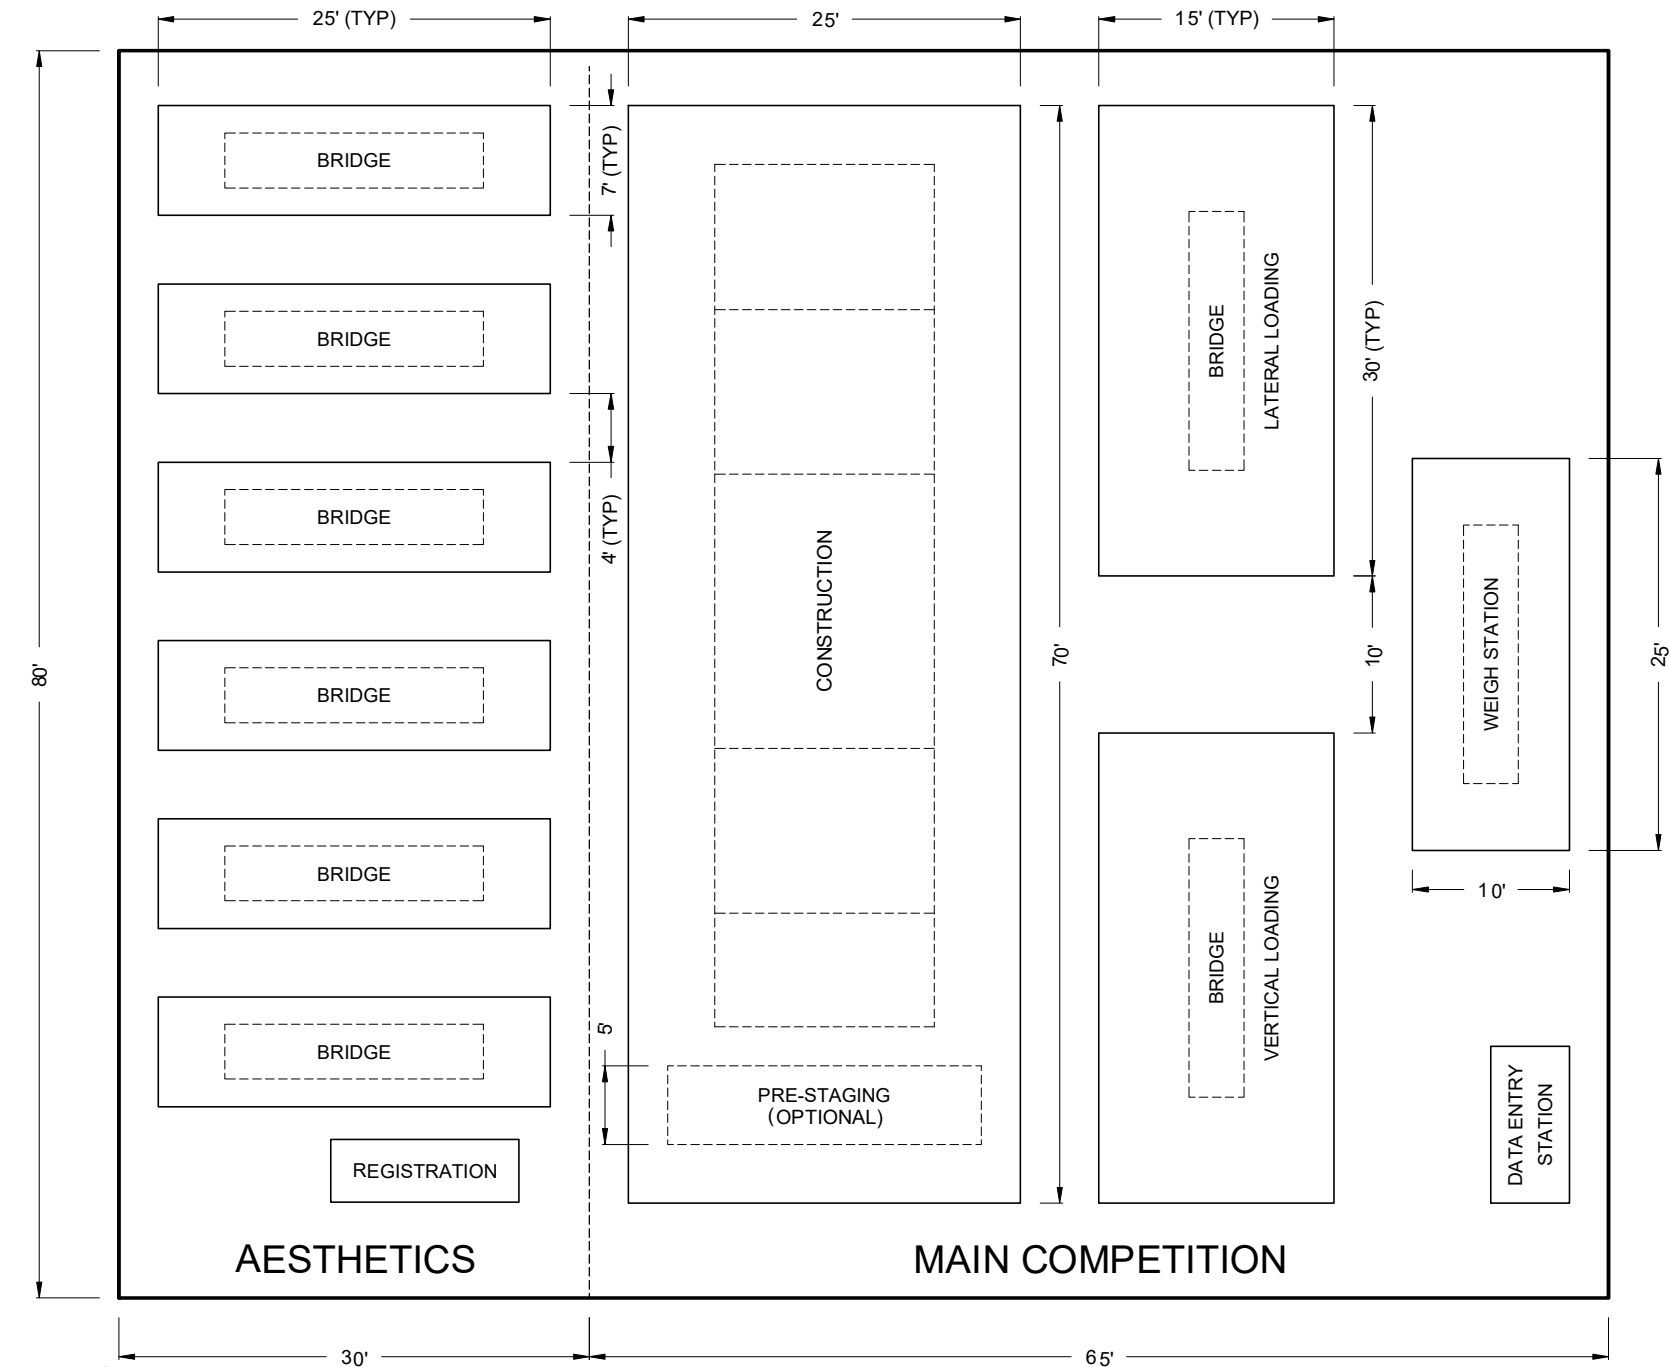 25' (TYP)
25'
15' (TYP)
BRIDGE
7' (TYP)
BRIDGE
4' (TYP)
BRIDGE
BRIDGE
BRIDGE
BRIDGE
REGISTRATION
80'
CONSTRUCTION
5'
PRE-STAGING
(OPTIONAL)
70'
BRIDGE
LATERAL LOADING
30' (TYP)
10'
BRIDGE
VERTICAL LOADING
WEIGH STATION
25'
10'
DATA ENTRY
STATION
AESTHETICS
MAIN COMPETITION
30'
65'